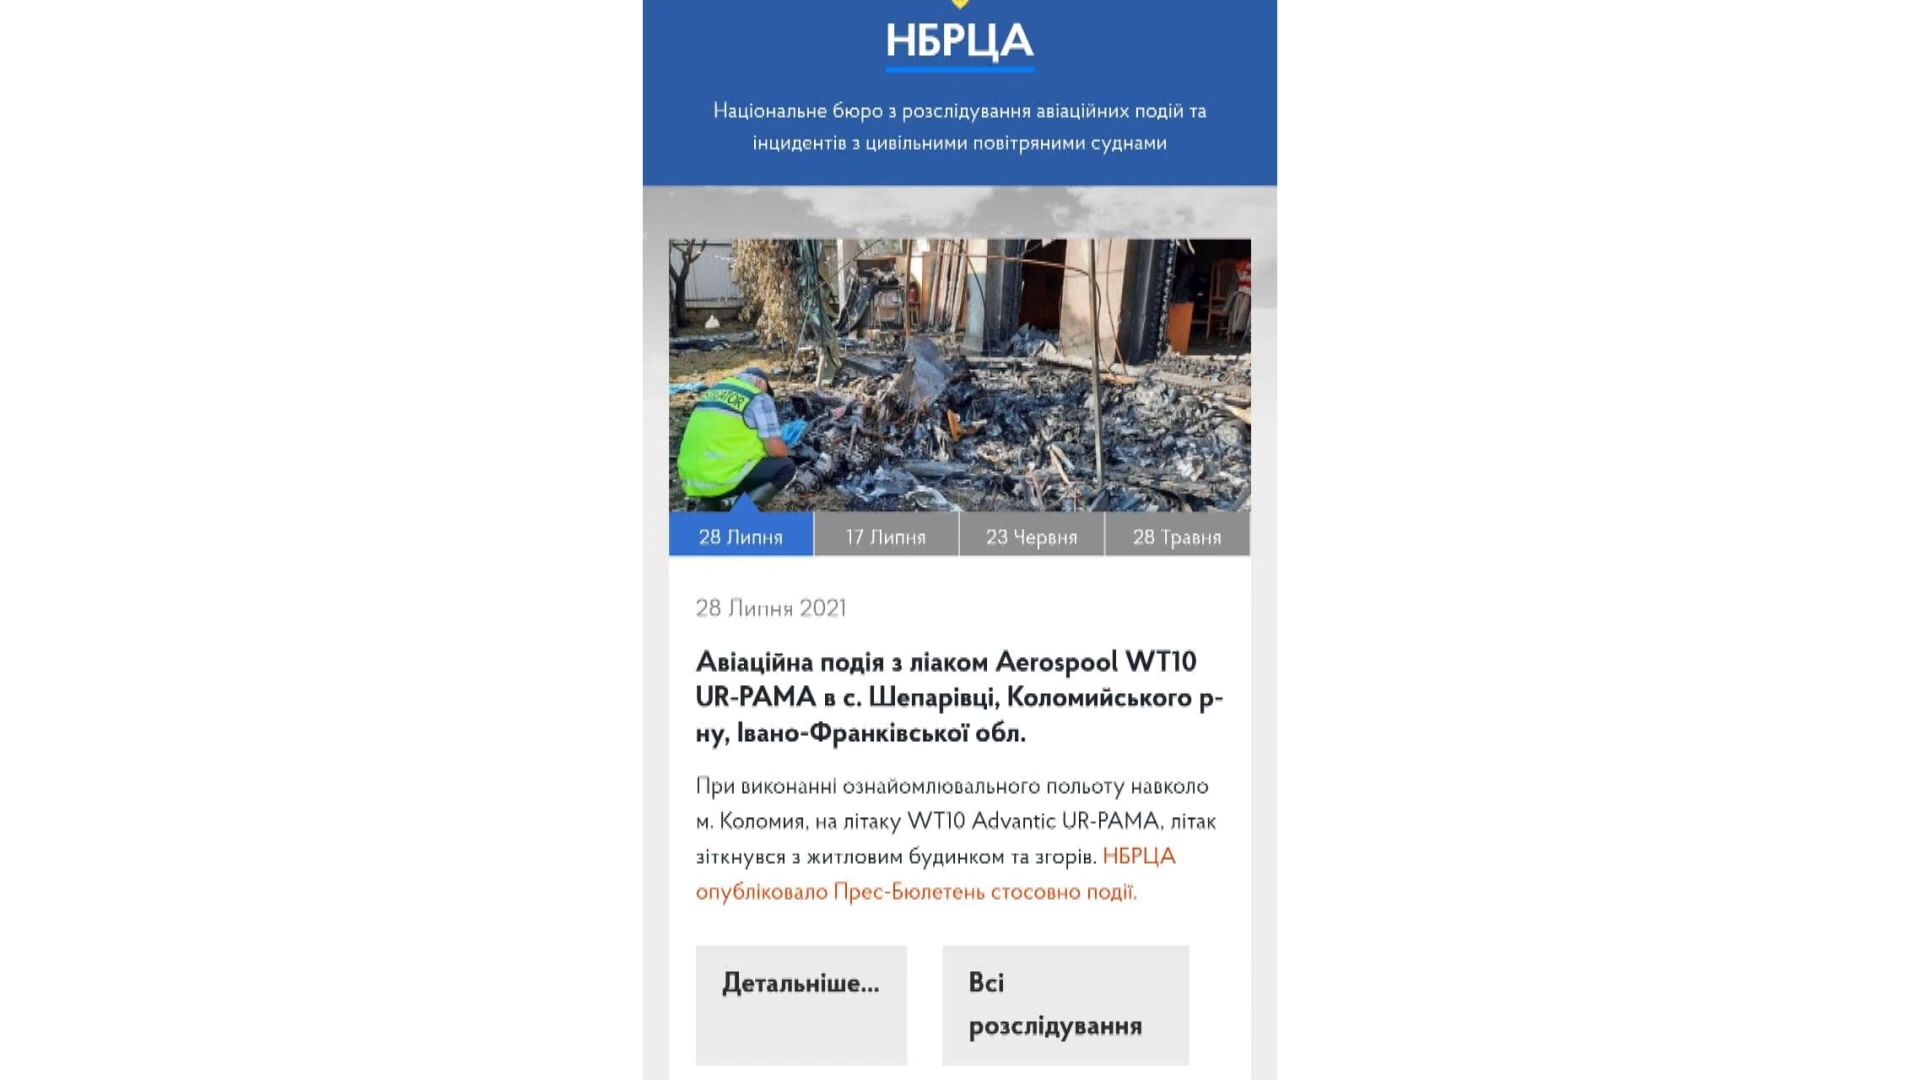 НБРЦА
Національне бюро з розслідування авіаційних подій та
інцидентів з цивільними повітряними суднами
28 Липня
17 Липня
23 Червня
28 Травня
28 Липня 2021
Авіаційна подія з ліаком Aerospool WT10
UR-PAMA в с. Шепарівці, Коломийського р-
ну, Івано-Франківської обл.
При виконанні ознайомлювального польоту навколо
м. Коломия, на літаку WT10 Advantic UR-PAMA, літак
зіткнувся з житловим будинком та згорів. НБРЦА
опубліковало Прес-Бюлетень стосовно події.
Детальніше...
Всі
розслідування